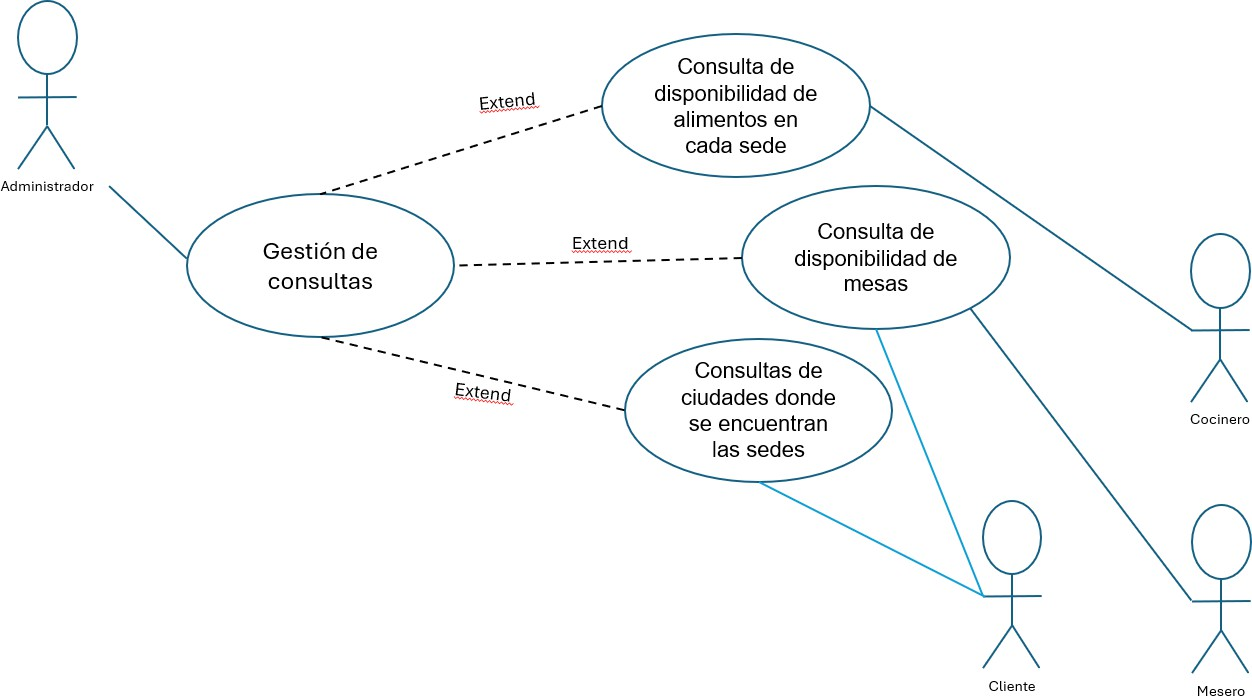 Administrador
Gestión de
consultas
Extend
Extend
Extend
Consulta de
disponibilidad de
alimentos en
cada sede
Consulta de
disponibilidad de
mesas
Consultas de
ciudades donde
se encuentran
las sedes
Cocinero
Cliente
Mesero